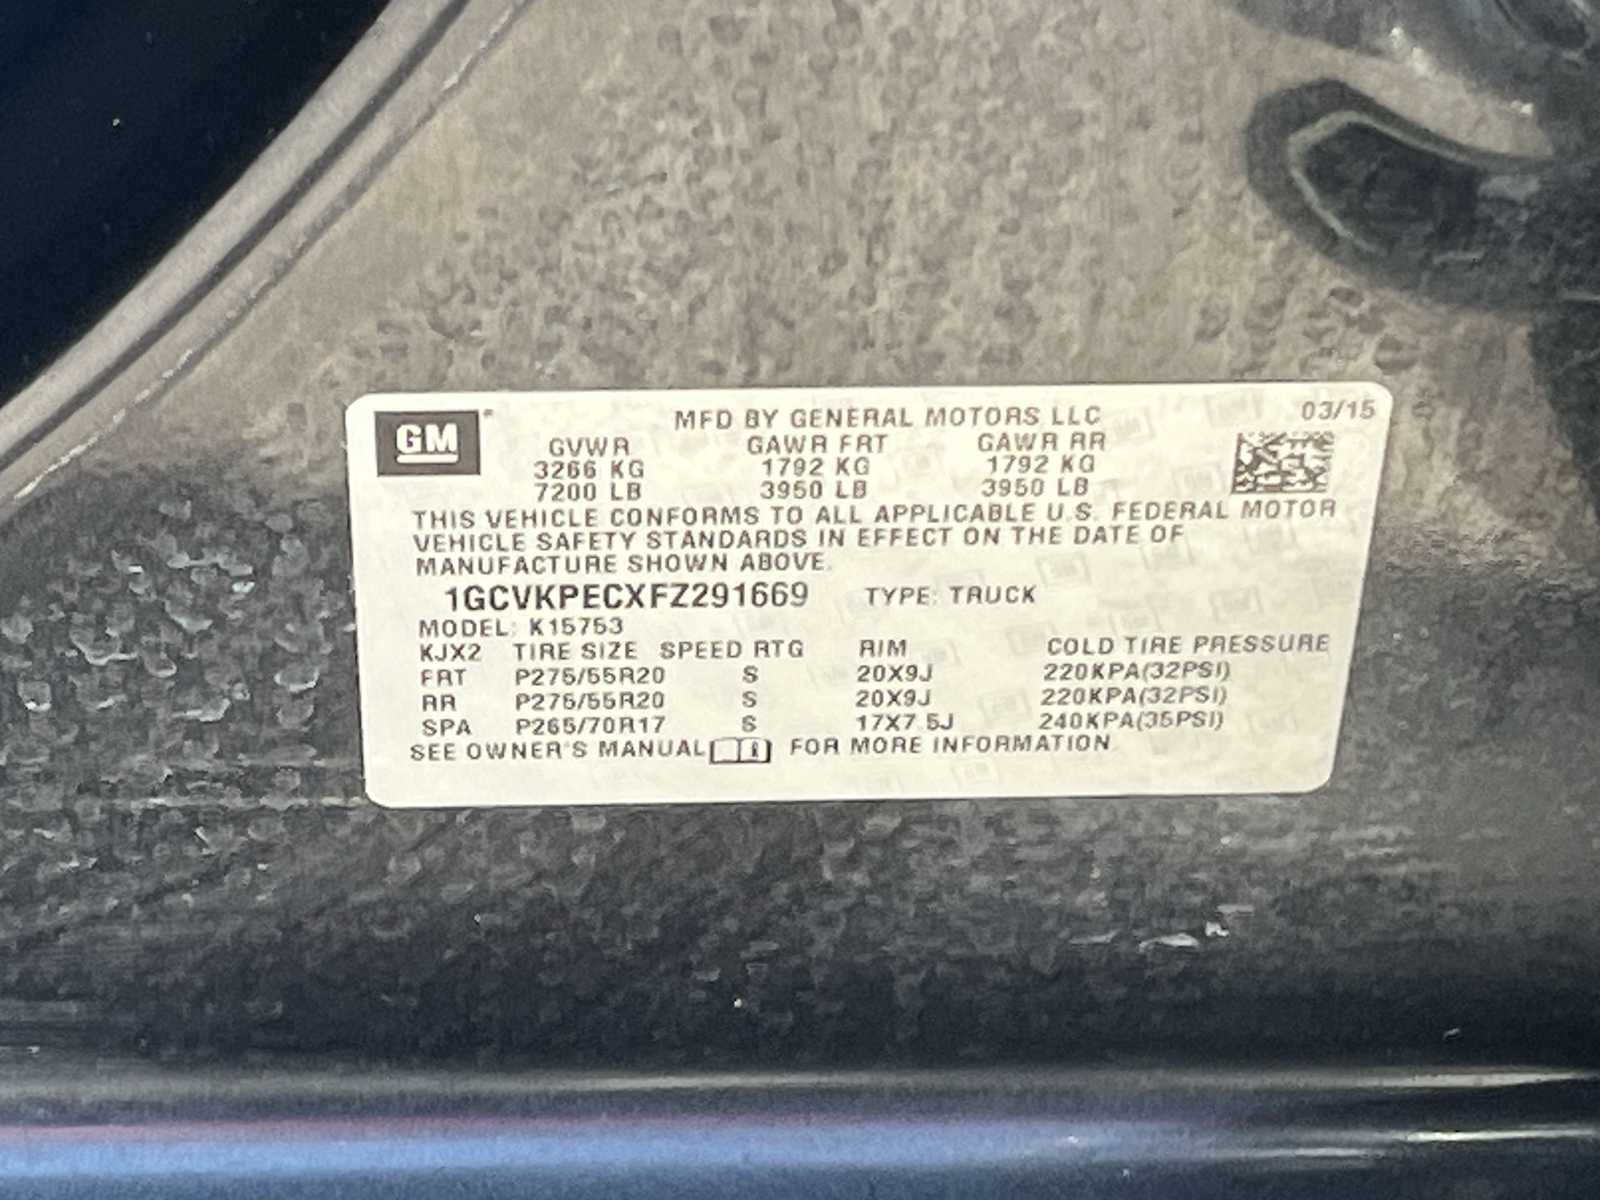 GM
MFD BY GENERAL MOTORS LLC 03/15
GVWR GAWR FRT GAWR RR
3266 KG 1792 KG 1792 KG
7200 LB 3950 LB 3950 LB
THIS VEHICLE CONFORMS TO ALL APPLICABLE U.S. FEDERAL MOTOR
VEHICLE SAFETY STANDARDS IN EFFECT ON THE DATE OF
MANUFACTURE SHOWN ABOVE.
1GCVKPECXFZ291669 TYPE: TRUCK
MODEL: K15753
KJX2 TIRE SIZE SPEED RTG RIM COLD TIRE PRESSURE
FRT P275/55R20 S 20X9J 220KPA(32PSI)
RR P275/55R20 S 20X9J 220KPA(32PSI)
SPA P265/70R17 S 17X7.5J 240KPA(35PSI)
SEE OWNER'S MANUAL FOR MORE INFORMATION